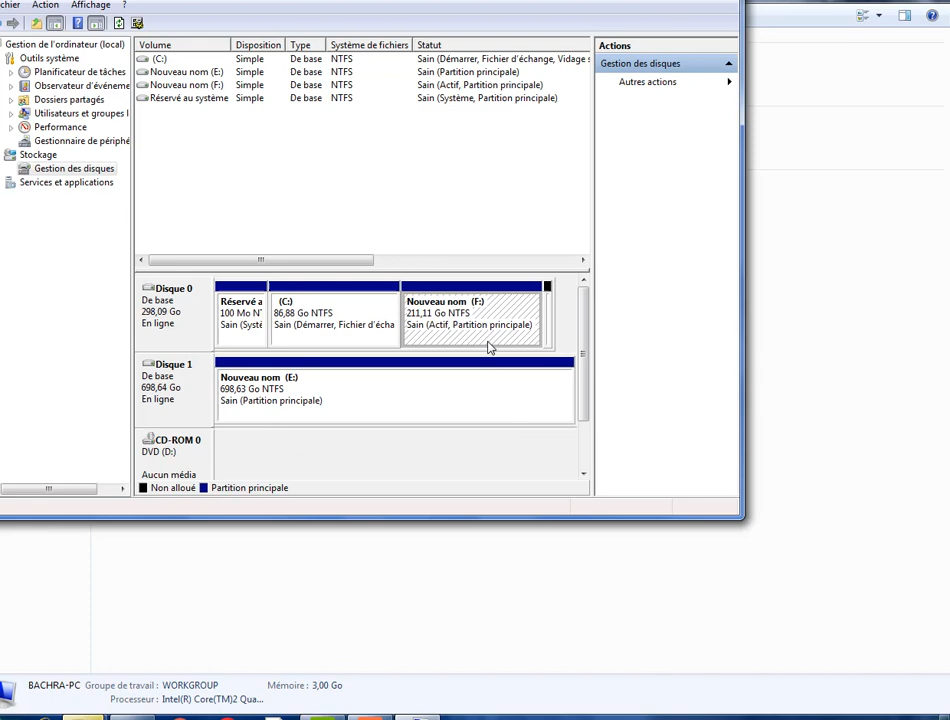 chier Action Affichage ?
Gestion de l'ordinateur (local)
Outils système
Planificateur de tâches
Observateur d'événeme
Dossiers partagés
Utilisateurs et groupes l
Performance
Gestionnaire de périphé
Stockage
Gestion des disques
Services et applications
Volume Disposition Type Système de fichiers Statut
(C:) Simple De base NTFS Sain (Démarrer, Fichier d'échange, Vidage s
Nouveau nom (E:) Simple De base NTFS Sain (Partition principale)
Nouveau nom (F:) Simple De base NTFS Sain (Actif, Partition principale)
Réservé au système Simple De base NTFS Sain (Système, Partition principale)
Actions
Gestion des disques
Autres actions
Disque 0
De base
298,09 Go
En ligne
Réservé a
100 Mo N
Sain (Systè
(C:)
86,88 Go NTFS
Sain (Démarrer, Fichier d'écha
Nouveau nom (F:)
211,11 Go NTFS
Sain (Actif, Partition principale)
Disque 1
De base
698,64 Go
En ligne
Nouveau nom (E:)
698,63 Go NTFS
Sain (Partition principale)
CD-ROM 0
DVD (D:)
Aucun média
Non alloué Partition principale
BACHRA-PC Groupe de travail : WORKGROUP Mémoire : 3,00 Go
Processeur : Intel(R) Core(TM)2 Qua...